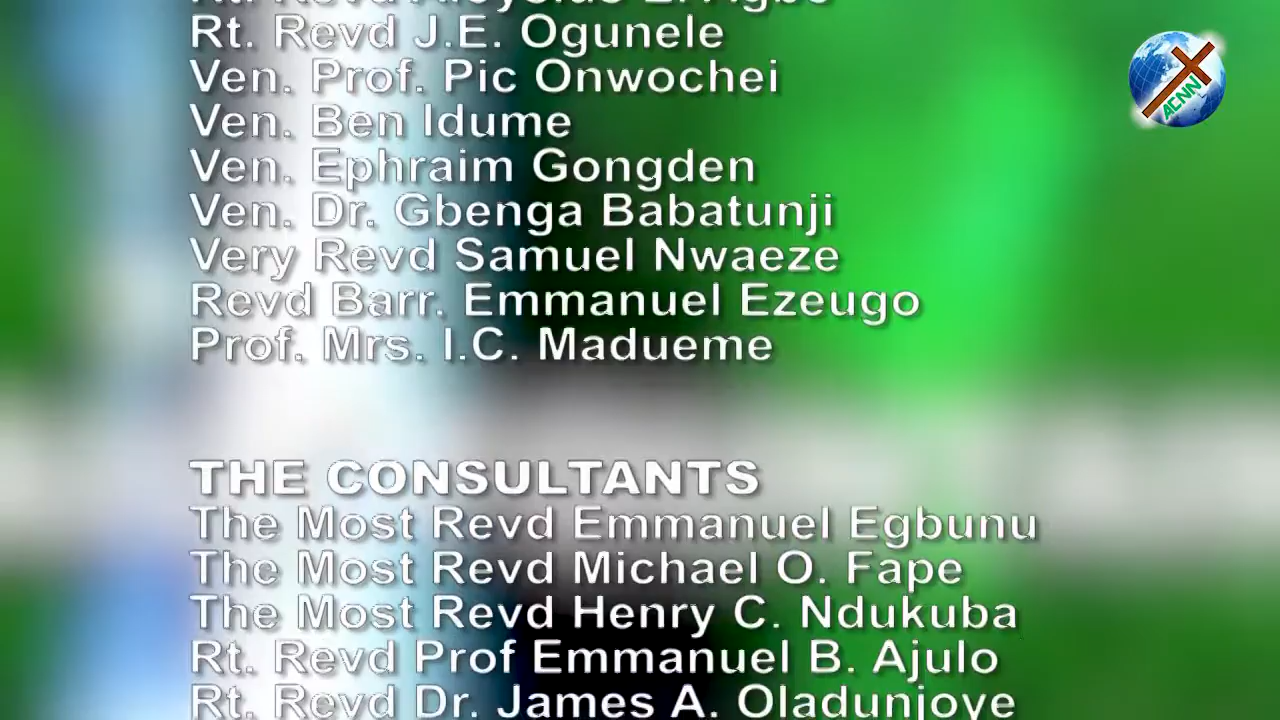 Rt. Revd J.E. Ogunele
Ven. Prof. Pic Onwochei
Ven. Ben Idume
Ven. Ephraim Gongden
Ven. Dr. Gbenga Babatunji
Very Revd Samuel Nwaeze
Revd Barr. Emmanuel Ezeugo
Prof. Mrs. I.C. Madueme
THE CONSULTANTS
The Most Revd Emmanuel Egbunu
The Most Revd Michael O. Fape
The Most Revd Henry C. Ndukuba
Rt. Revd Prof Emmanuel B. Ajulo
Rt. Revd Dr. James A. Oladunjoye
ACNN